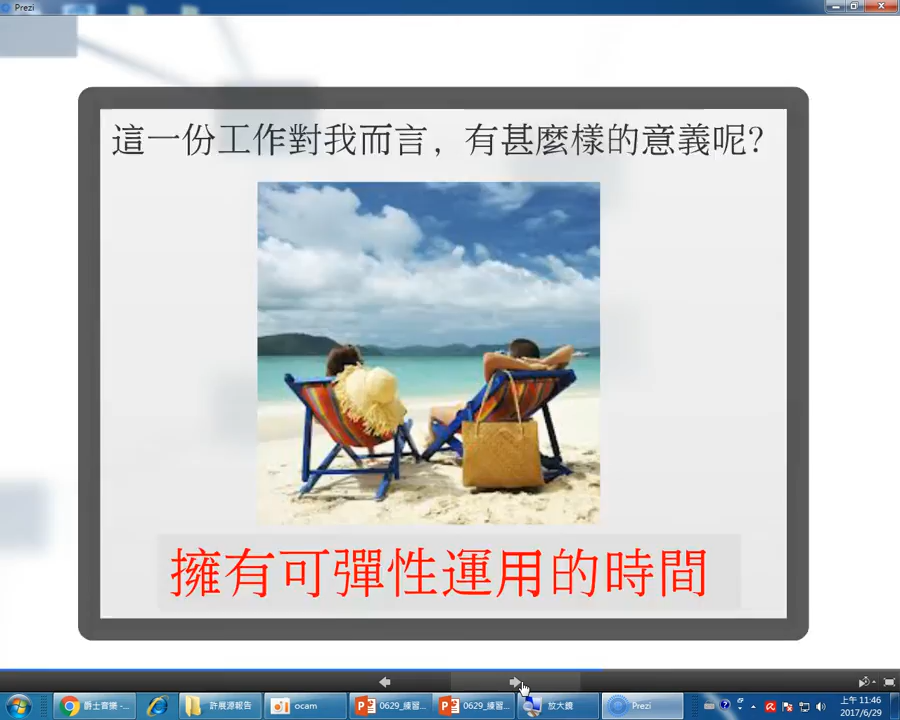 Prezi
這一份工作對我而言，有甚麼樣的意義呢?
擁有可彈性運用的時間
爵士音擴 -...
許展源報告
ocam
0629_練習...
0629_練習...
放大鏡
Prezi
上午 11:46
2017/6/29